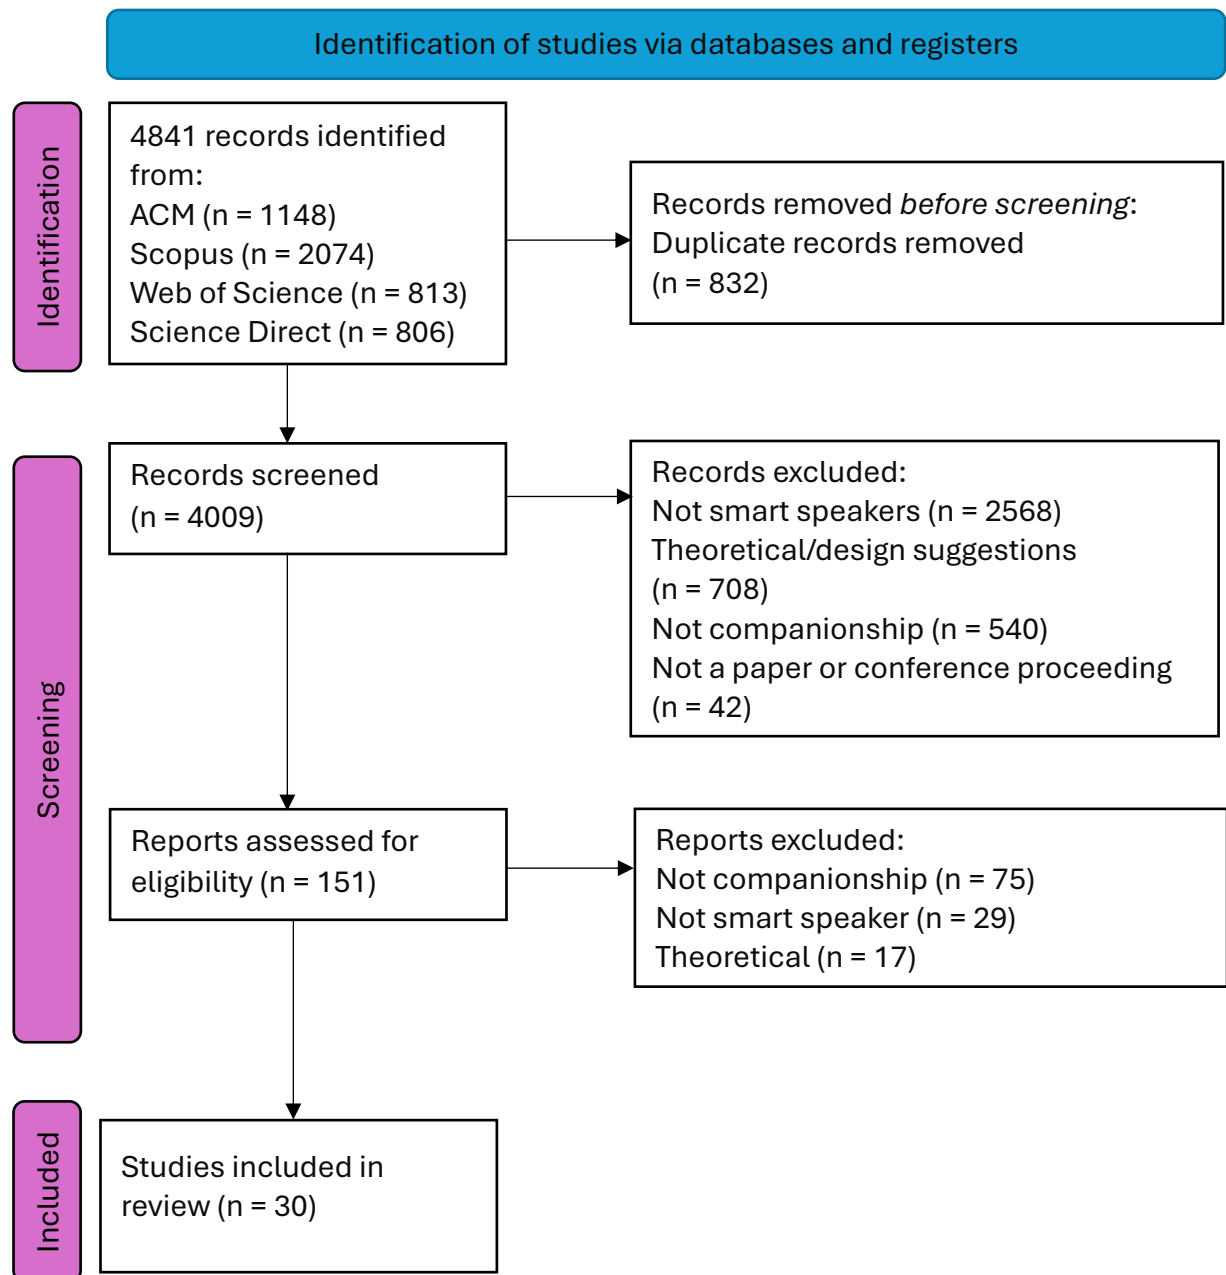 Identification of studies via databases and registers
Identification
4841 records identified
from:
ACM (n = 1148)
Scopus (n = 2074)
Web of Science (n = 813)
Science Direct (n = 806)
Records removed before screening:
Duplicate records removed
(n = 832)
Screening
Records screened
(n = 4009)
Records excluded:
Not smart speakers (n = 2568)
Theoretical/design suggestions
(n = 708)
Not companionship (n = 540)
Not a paper or conference proceeding
(n = 42)
Reports assessed for
eligibility (n = 151)
Reports excluded:
Not companionship (n = 75)
Not smart speaker (n = 29)
Theoretical (n = 17)
Included
Studies included in
review (n = 30)